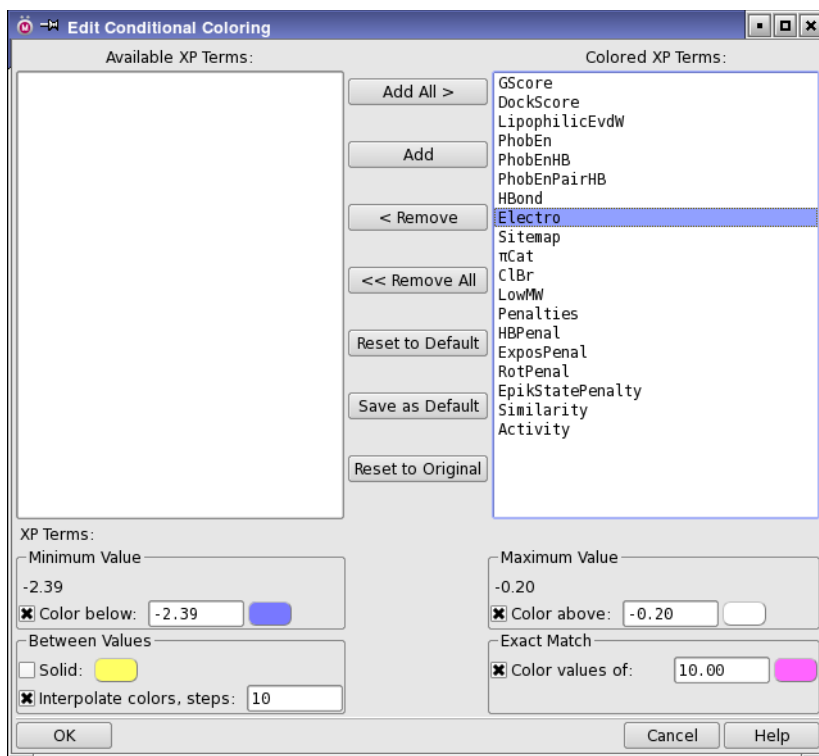 Edit Conditional Coloring
Available XP Terms:
Colored XP Terms:
Add All >
Add
< Remove
<< Remove All
Reset to Default
Save as Default
Reset to Original
GScore
DockScore
LipophilicEvdW
PhobEn
PhobEnHB
PhobEnPairHB
HBond
Electro
Sitemap
πCat
ClBr
LowMW
Penalties
HBPenal
ExposPenal
RotPenal
EpikStatePenalty
Similarity
Activity
XP Terms:
Minimum Value
-2.39
Color below: -2.39
Maximum Value
-0.20
Color above: -0.20
Between Values
Solid:
Interpolate colors, steps: 10
Exact Match
Color values of: 10.00
OK
Cancel
Help